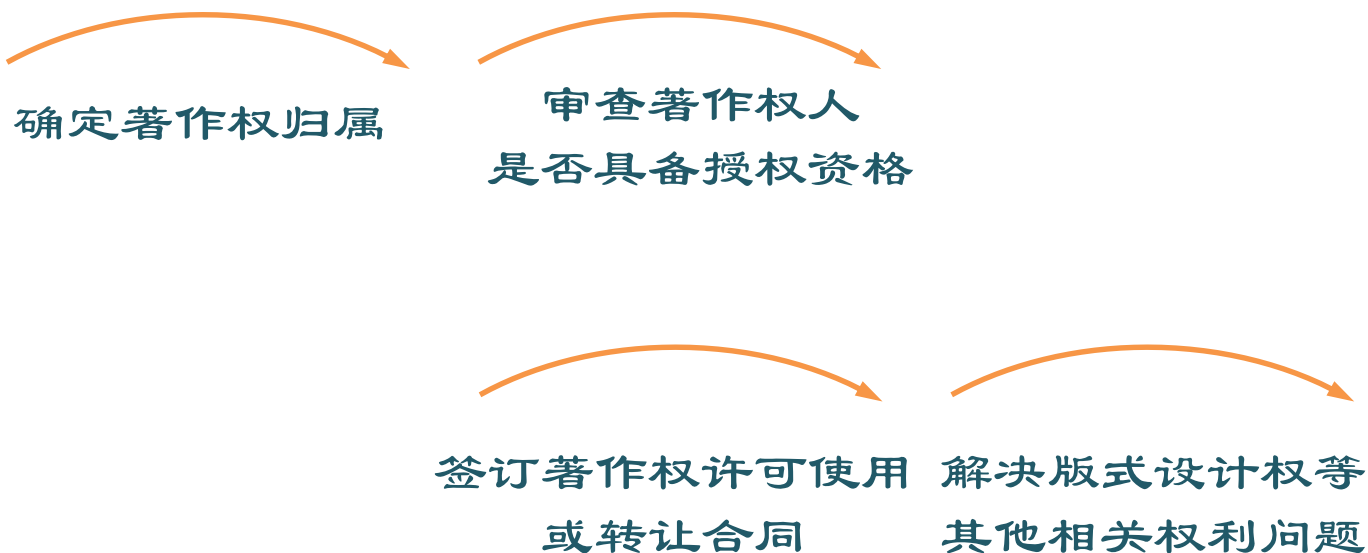 确定著作权归属
审查著作权人
是否具备授权资格
签订著作权许可使用
或转让合同
解决版式设计权等
其他相关权利问题